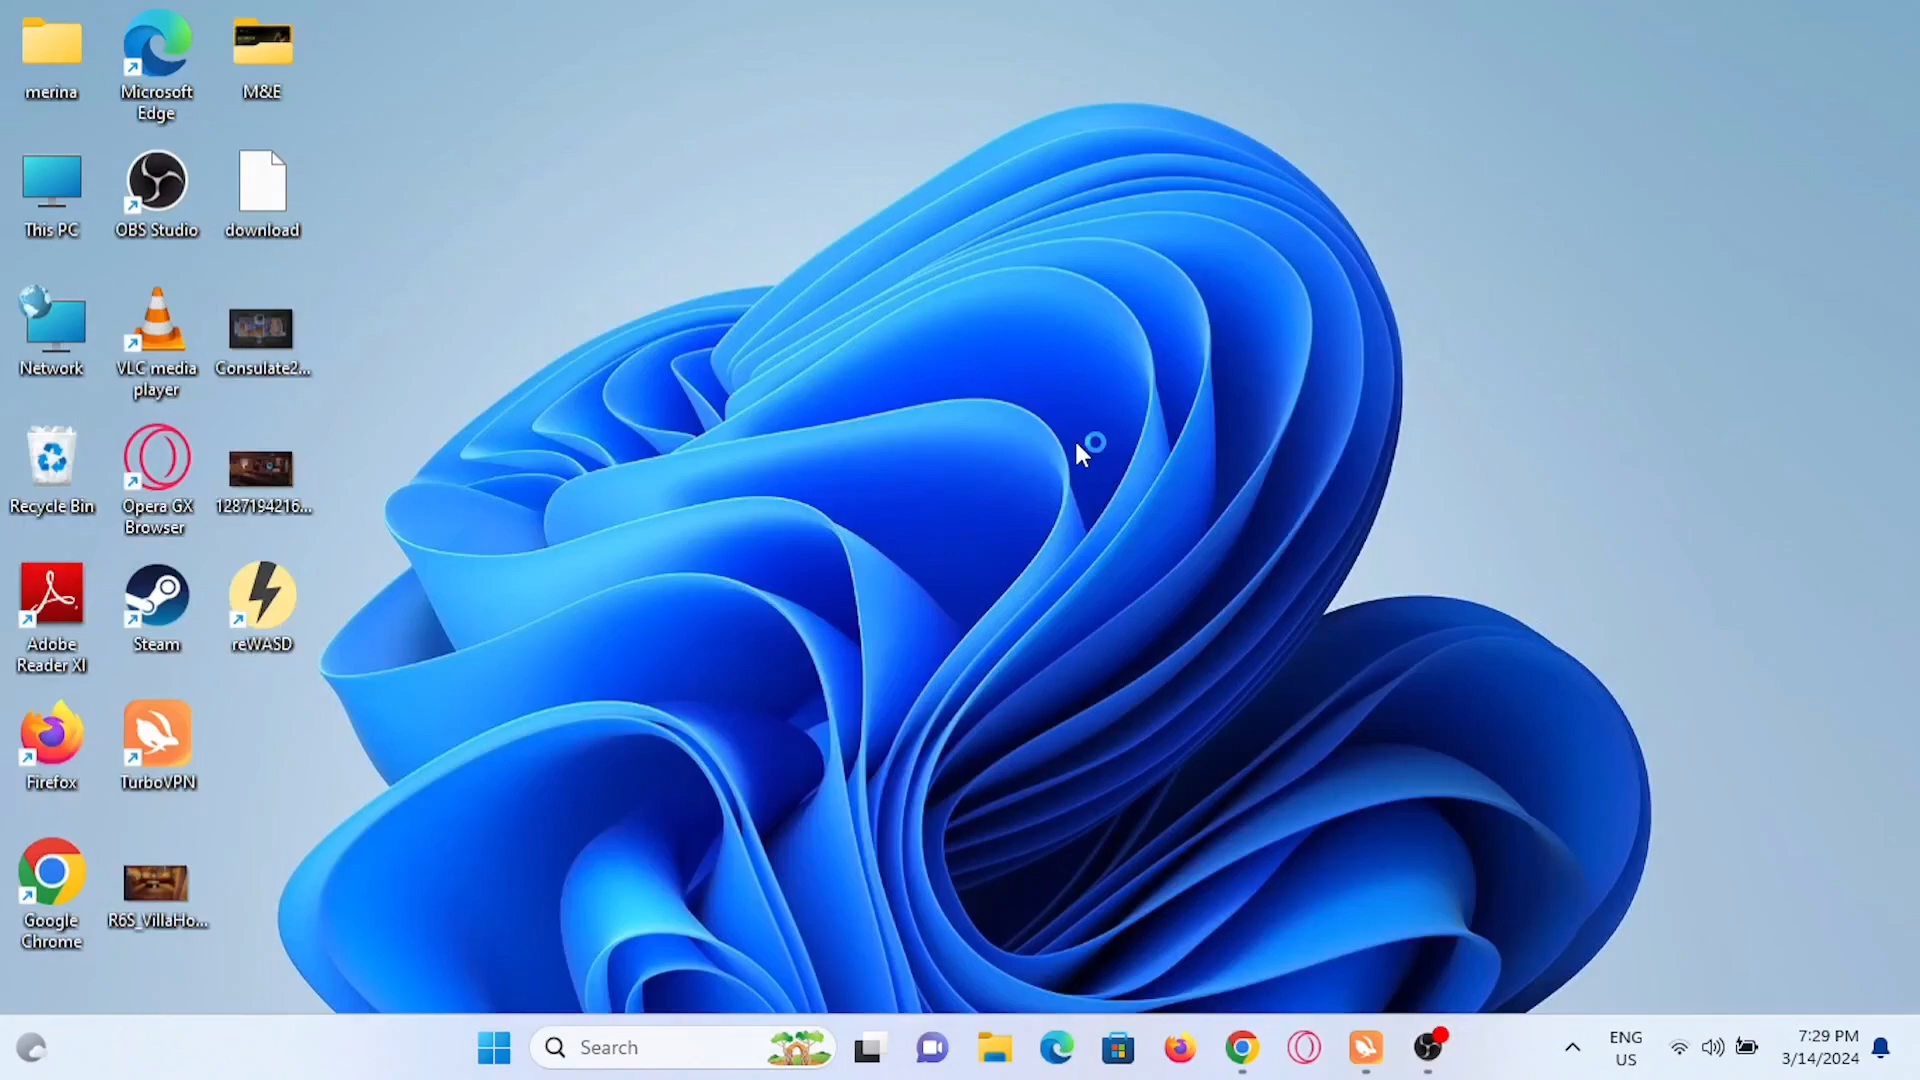 merina
Microsoft
Edge
M&E
This PC
OBS Studio
download
Network
VLC media
player
Consulate2...
Recycle Bin
Opera GX
Browser
1287194216...
Adobe
Reader XI
Steam
reWASD
Firefox
TurboVPN
Google
Chrome
R6S_VillaHo...
Search
ENG
US
7:29 PM
3/14/2024